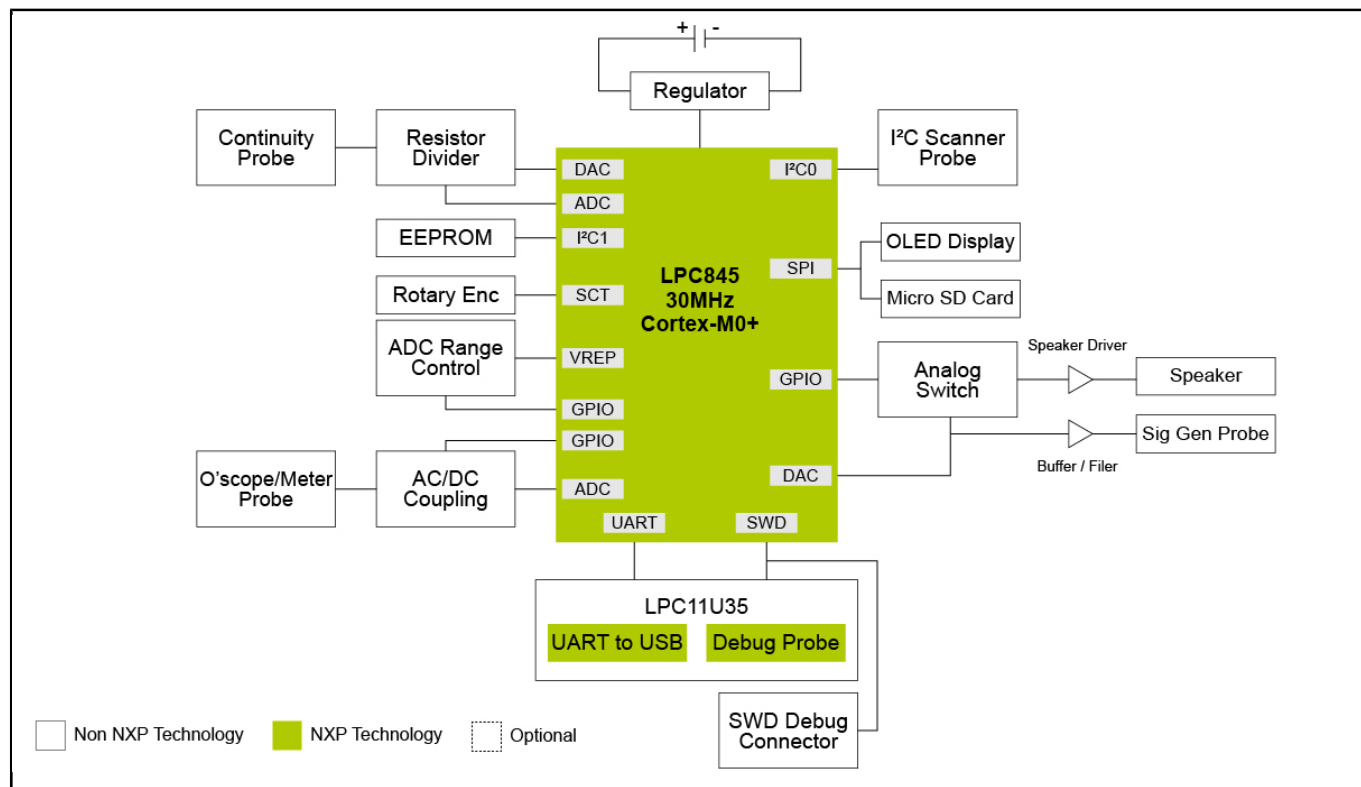 + -
Regulator
Continuity
Probe
Resistor
Divider
DAC
ADC
I²C0
I²C Scanner
Probe
EEPROM
I²C1
OLED Display
SPI
Micro SD Card
LPC845
30MHz
Cortex-M0+
Rotary Enc
SCT
ADC Range
Control
VREP
GPIO
GPIO
Analog
Switch
Speaker Driver
Speaker
GPIO
Sig Gen Probe
Buffer / Filer
O'scope/Meter
Probe
AC/DC
Coupling
ADC
DAC
UART
SWD
LPC11U35
UART to USB
Debug Probe
SWD Debug
Connector
Non NXP Technology
NXP Technology
Optional